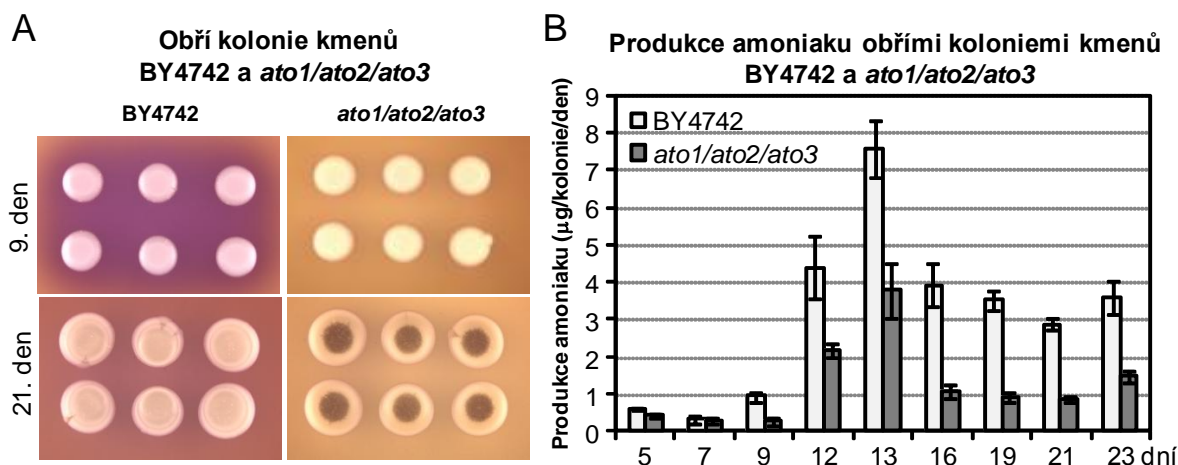 A
Obří kolonie kmenů
BY4742 a ato1/ato2/ato3
BY4742 ato1/ato2/ato3
9. den
21. den
B
Produkce amoniaku obřími koloniemi kmenů
BY4742 a ato1/ato2/ato3
Produkce amoniaku (µg/kolonie/den)
9
8
7
6
5
4
3
2
1
0
BY4742
ato1/ato2/ato3
5 7 9 12 13 16 19 21 23 dní